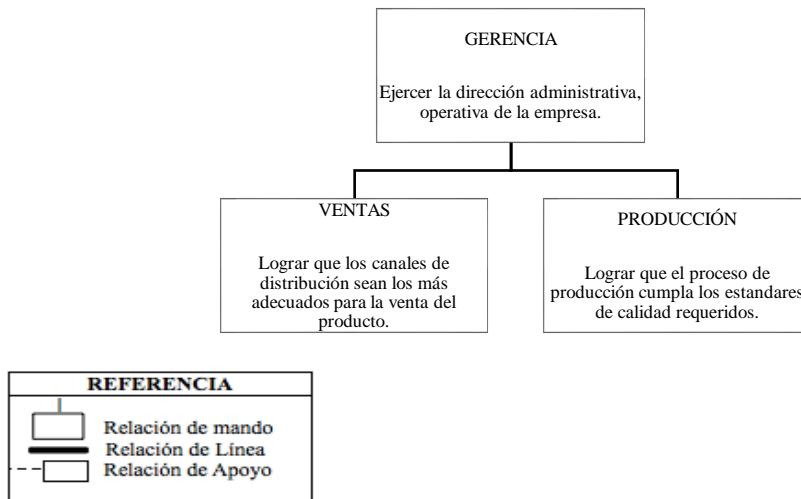 GERENCIA
Ejercer la dirección administrativa,
operativa de la empresa.
VENTAS
Lograr que los canales de
distribución sean los más
adecuados para la venta del
producto.
PRODUCCIÓN
Lograr que el proceso de
producción cumpla los estandares
de calidad requeridos.
REFERENCIA
Relación de mando
Relación de Línea
Relación de Apoyo